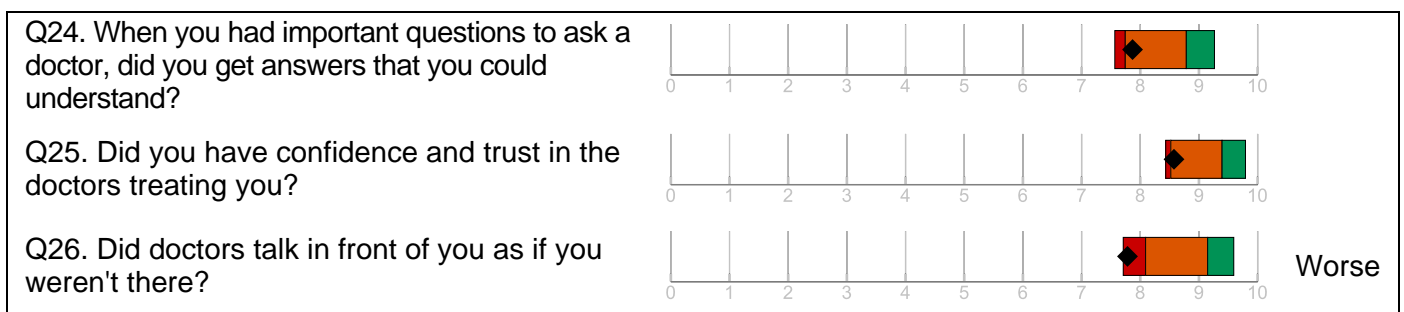 Q24. When you had important questions to ask a
doctor, did you get answers that you could
understand?
0 1 2 3 4 5 6 7 8 9 10
Q25. Did you have confidence and trust in the
doctors treating you?
0 1 2 3 4 5 6 7 8 9 10
Q26. Did doctors talk in front of you as if you
weren't there?
Worse
0 1 2 3 4 5 6 7 8 9 10